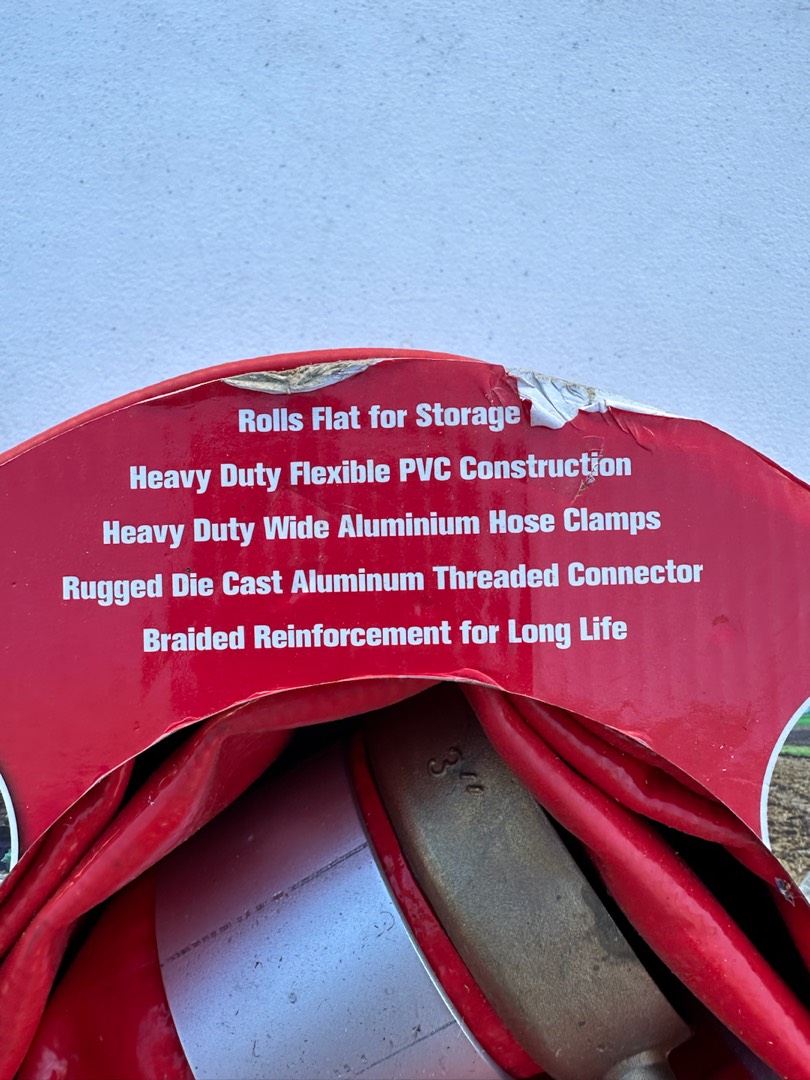 Rolls Flat for Storage
Heavy Duty Flexible PVC Construction
Heavy Duty Wide Aluminium Hose Clamps
Rugged Die Cast Aluminum Threaded Connector
Braided Reinforcement for Long Life
3"